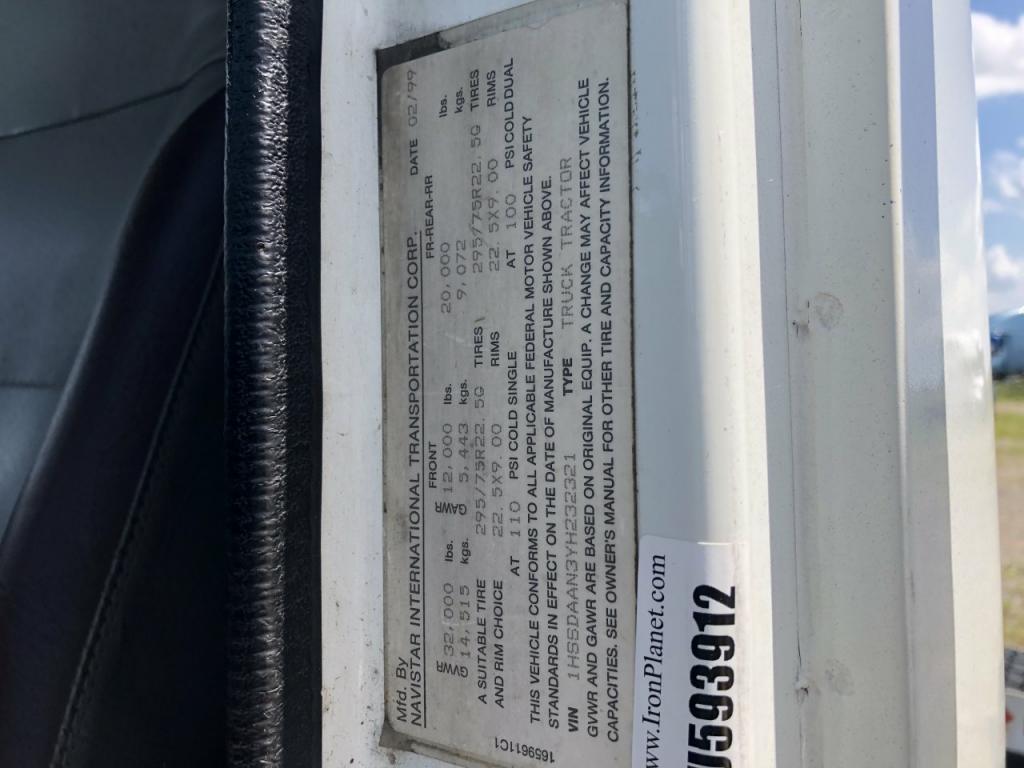 Mfd. By
NAVISTAR INTERNATIONAL TRANSPORTATION CORP. DATE 02/99
FRONT FR-REAR-RR
GVWR 32,000 lbs. GAWR 12,000 lbs. 20,000 lbs.
G 14,515 kgs. G 5,443 kgs. 9,072 kgs.
A SUITABLE TIRE 295/75R22.5G TIRES 295/75R22.5G TIRES
AND RIM CHOICE 22.5X9.00 RIMS 22.5X9.00 RIMS
AT 110 PSI COLD SINGLE AT 100 PSI COLD DUAL
THIS VEHICLE CONFORMS TO ALL APPLICABLE FEDERAL MOTOR VEHICLE SAFETY
STANDARDS IN EFFECT ON THE DATE OF MANUFACTURE SHOWN ABOVE.
VIN 1HSSDAAN3YH232321 TYPE TRUCK TRACTOR
GVWR AND GAWR ARE BASED ON ORIGINAL EQUIP. A CHANGE MAY AFFECT VEHICLE
CAPACITIES. SEE OWNER'S MANUAL FOR OTHER TIRE AND CAPACITY INFORMATION.
1659611C1
ww.IronPlanet.com
593912